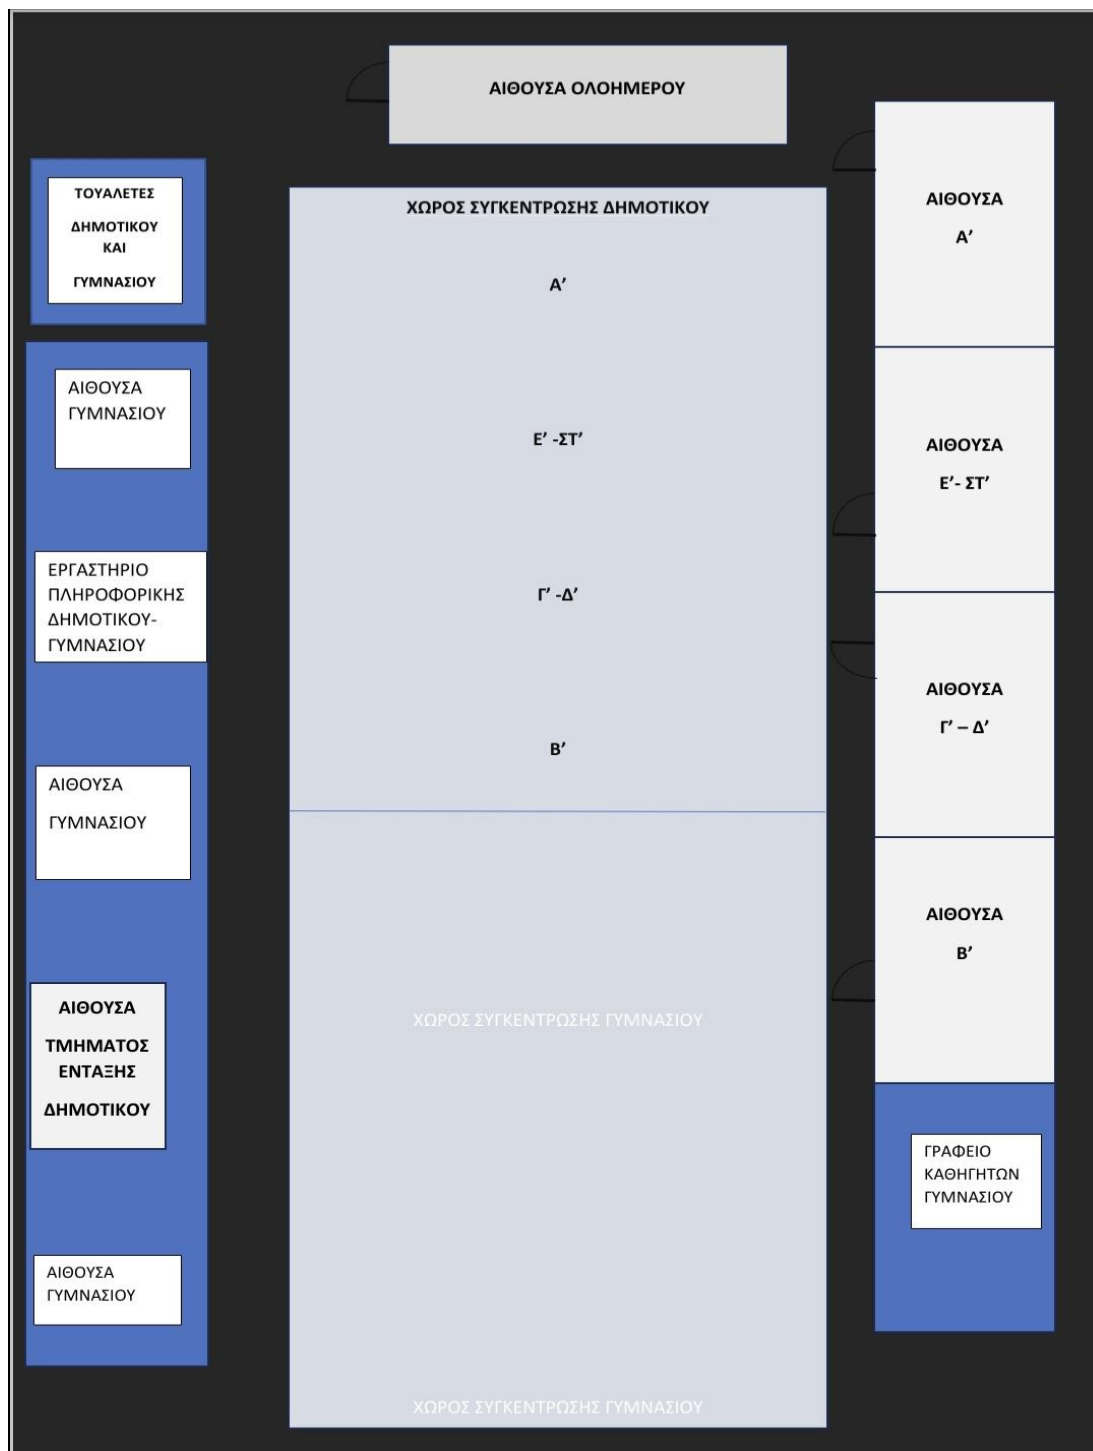 ΑΙΘΟΥΣΑ ΟΛΟΗΜΕΡΟΥ
ΤΟΥΑΛΕΤΕΣ
ΔΗΜΟΤΙΚΟΥ
ΚΑΙ
ΓΥΜΝΑΣΙΟΥ
ΑΙΘΟΥΣΑ
ΓΥΜΝΑΣΙΟΥ
ΕΡΓΑΣΤΗΡΙΟ
ΠΛΗΡΟΦΟΡΙΚΗΣ
ΔΗΜΟΤΙΚΟΥ-
ΓΥΜΝΑΣΙΟΥ
ΑΙΘΟΥΣΑ
ΓΥΜΝΑΣΙΟΥ
ΑΙΘΟΥΣΑ
ΤΜΗΜΑΤΟΣ
ΕΝΤΑΞΗΣ
ΔΗΜΟΤΙΚΟΥ
ΑΙΘΟΥΣΑ
ΓΥΜΝΑΣΙΟΥ
ΧΩΡΟΣ ΣΥΓΚΕΝΤΡΩΣΗΣ ΔΗΜΟΤΙΚΟΥ
Α’
Ε’ -ΣΤ’
Γ’ -Δ’
Β’
ΧΩΡΟΣ ΣΥΓΚΕΝΤΡΩΣΗΣ ΓΥΜΝΑΣΙΟΥ
ΧΩΡΟΣ ΣΥΓΚΕΝΤΡΩΣΗΣ ΓΥΜΝΑΣΙΟΥ
ΑΙΘΟΥΣΑ
Α’
ΑΙΘΟΥΣΑ
Ε’- ΣΤ’
ΑΙΘΟΥΣΑ
Γ’ – Δ’
ΑΙΘΟΥΣΑ
Β’
ΓΡΑΦΕΙΟ
ΚΑΘΗΓΗΤΩΝ
ΓΥΜΝΑΣΙΟΥ